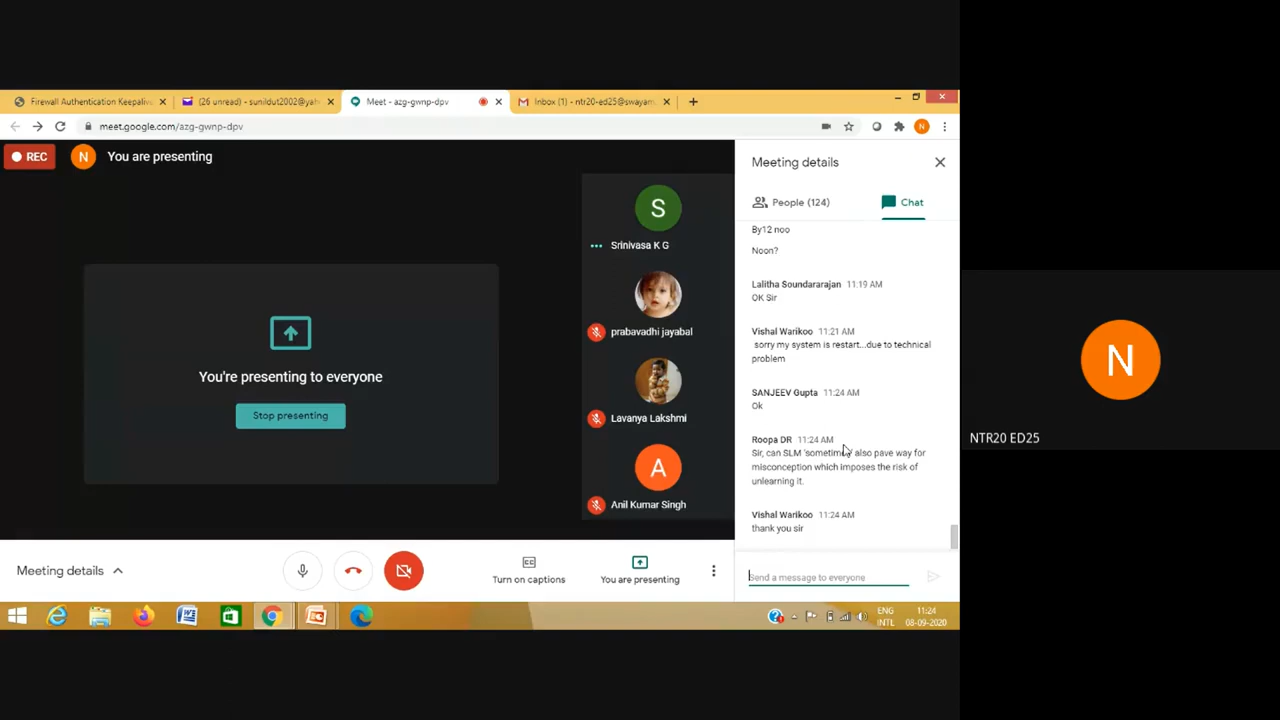 Firewall Authentication Keepaliv
(26 unread) - sunildut2002@yah
Meet - azg-gwnp-dpv
Inbox (1) - ntr20-ed25@swayam
meet.google.com/azg-gwnp-dpv
N
REC
N
You are presenting
Meeting details
People (124)
Chat
By12 noo
Noon?
Lalitha Soundararajan 11.19 AM
OK Sir
Vishal Warikoo 11:21 AM
sorry my system is restart...due to technical
problem
SANJEEV Gupta 11:24 AM
Ok
Roopa DR 11:24 AM
Sir, can SLM 'sometime also pave way for
misconception which imposes the risk of
unlearning it.
Vishal Warikoo 11:24 AM
thank you sir
Send a message to everyone
S
Srinivasa K G
prabavadhi jayabal
Lavanya Lakshmi
A
Anil Kumar Singh
You're presenting to everyone
Stop presenting
Meeting details
Turn on captions
You are presenting
ENG
INTL
11:24
08-09-2020
N
NTR20 ED25